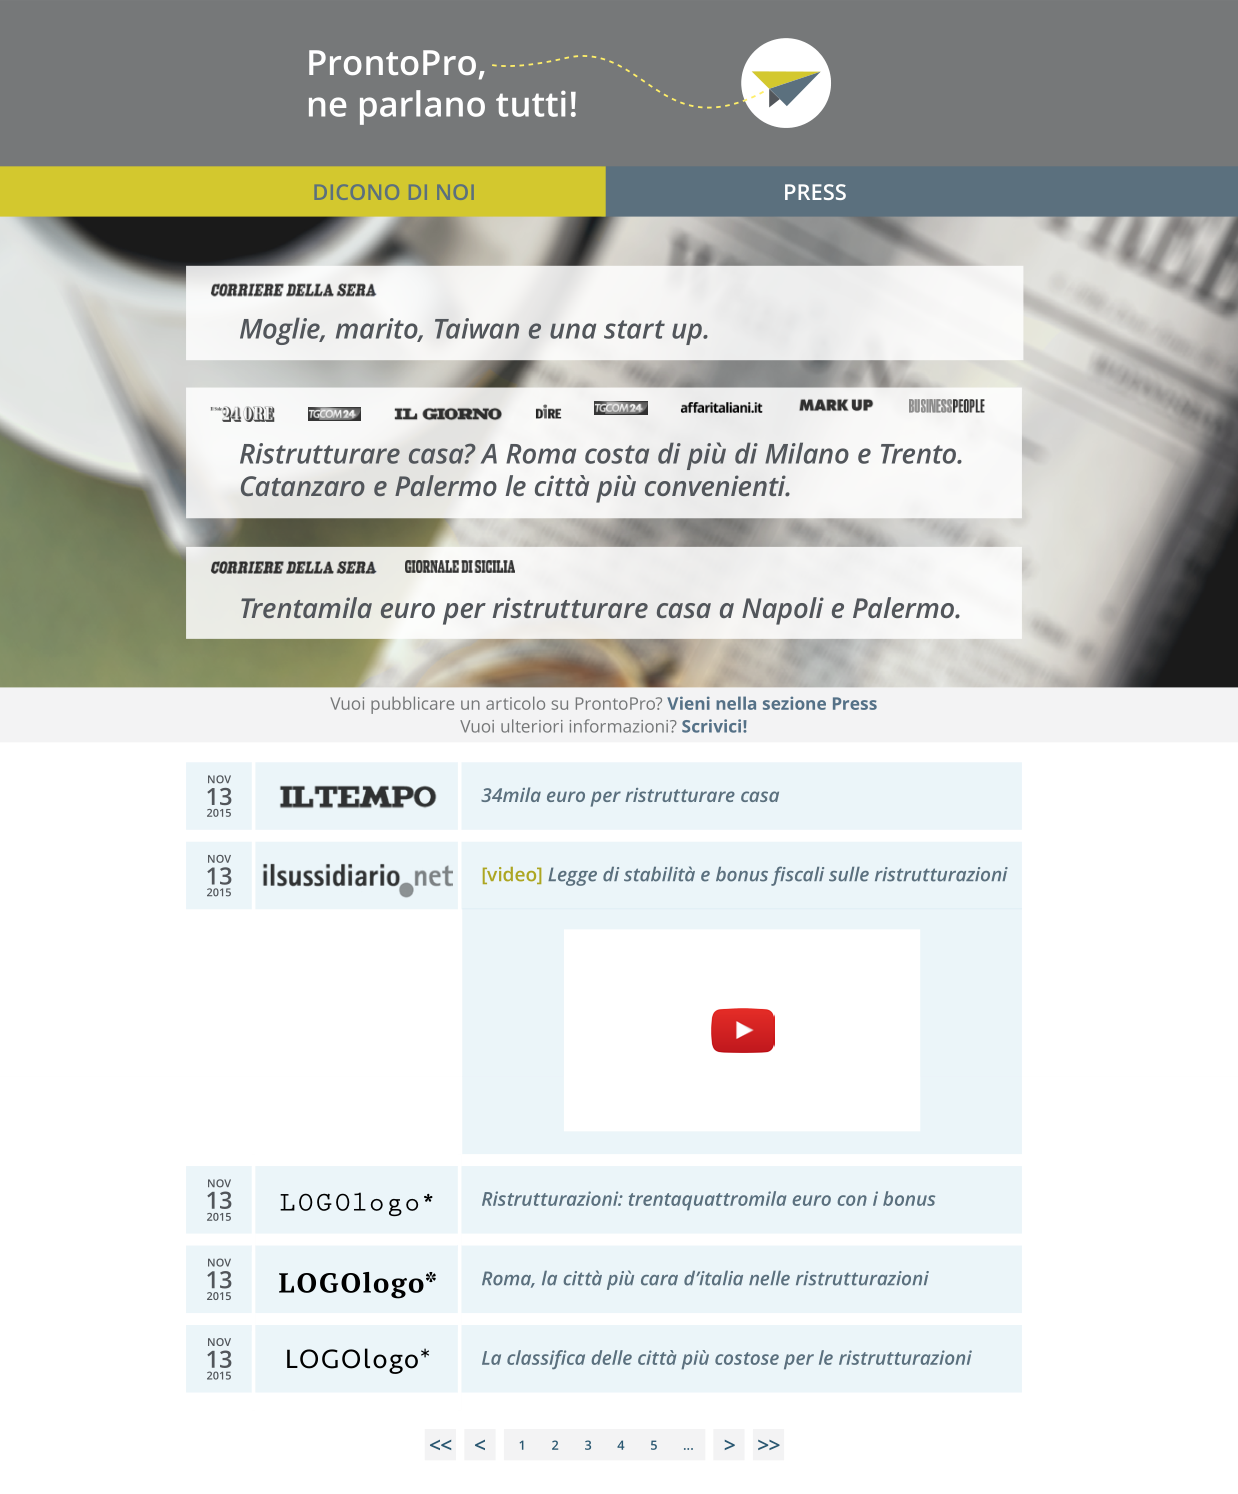 ProntoPro,
ne parlano tutti!
DICONO DI NOI
PRESS
CORRIERE DELLA SERA
Moglie, marito, Taiwan e una start up.
24 ORE TGCOM24 IL GIORNO DIRE TGCOM24 affaritaliani.it MARK UP BUSINESSPEOPLE
Ristrutturare casa? A Roma costa di più di Milano e Trento.
Catanzaro e Palermo le città più convenienti.
CORRIERE DELLA SERA GIORNALE DI SICILIA
Trentamila euro per ristrutturare casa a Napoli e Palermo.
Vuoi pubblicare un articolo su ProntoPro? Vieni nella sezione Press
Vuoi ulteriori informazioni? Scrivici!
NOV
13
2015
IL TEMPO
34mila euro per ristrutturare casa
NOV
13
2015
ilsussidiario.net
[video] Legge di stabilità e bonus fiscali sulle ristrutturazioni
NOV
13
2015
LOGOlogo*
Ristrutturazioni: trentaquattromila euro con i bonus
NOV
13
2015
LOGOlogo*
Roma, la città più cara d'italia nelle ristrutturazioni
NOV
13
2015
LOGOlogo*
La classifica delle città più costose per le ristrutturazioni
<< < 1 2 3 4 5 ... > >>